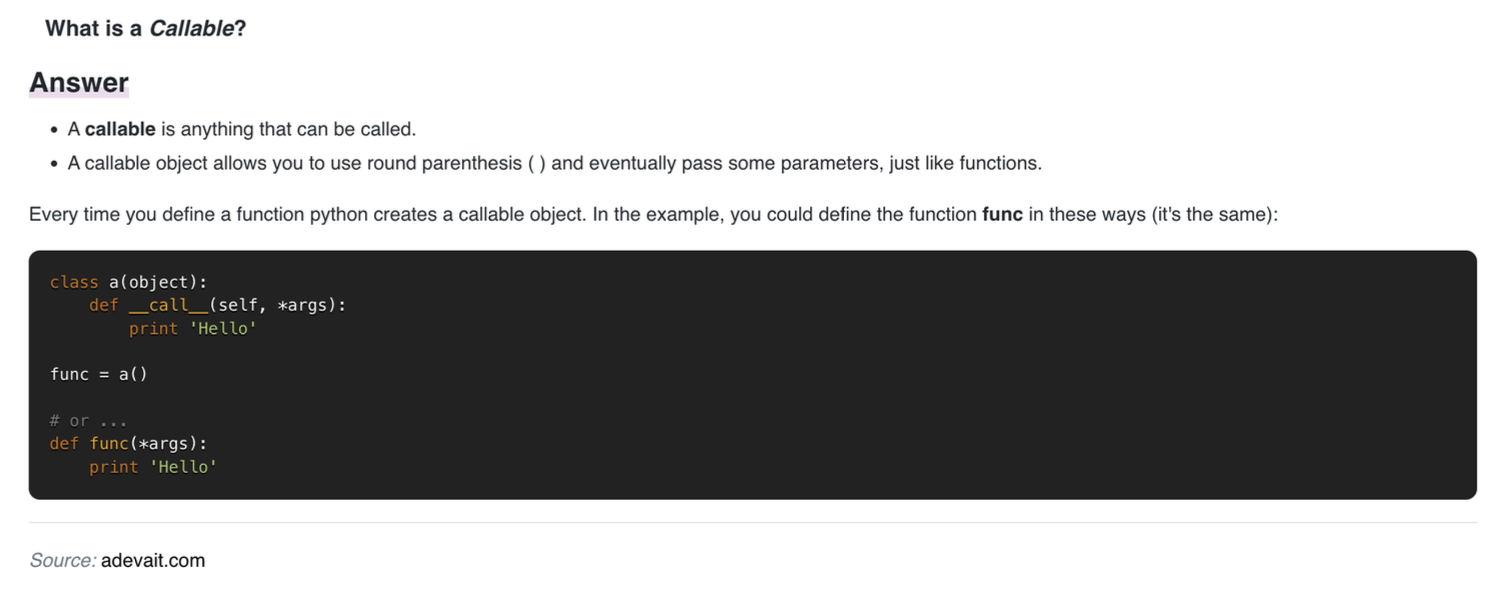 What is a Callable?
Answer
• A callable is anything that can be called.
• A callable object allows you to use round parenthesis ( ) and eventually pass some parameters, just like functions.
Every time you define a function python creates a callable object. In the example, you could define the function func in these ways (it's the same):
class a(object):
    def __call__(self, *args):
        print 'Hello'
func = a()
# or ...
def func(*args):
    print 'Hello'
Source: adevait.com